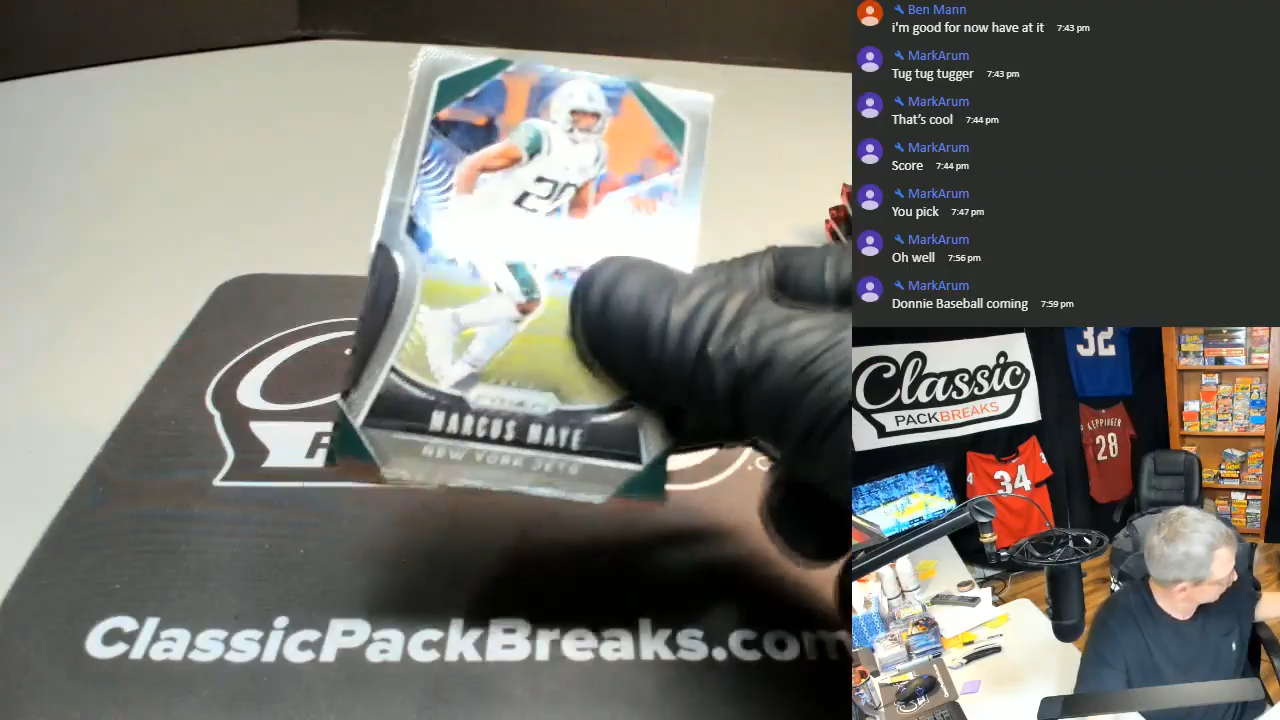 20
PRIZM
MARCUS MAYE
NEW YORK JETS
ClassicPackBreaks.com
Ben Mann
i'm good for now have at it 7:43 pm
MarkArum
Tug tug tugger 7:43 pm
MarkArum
That's cool 7:44 pm
MarkArum
Score 7:44 pm
MarkArum
You pick 7:47 pm
MarkArum
Oh well 7:56 pm
MarkArum
Donnie Baseball coming 7:59 pm
Classic
PACKBREAKS
32
KEPPINGER
28
34